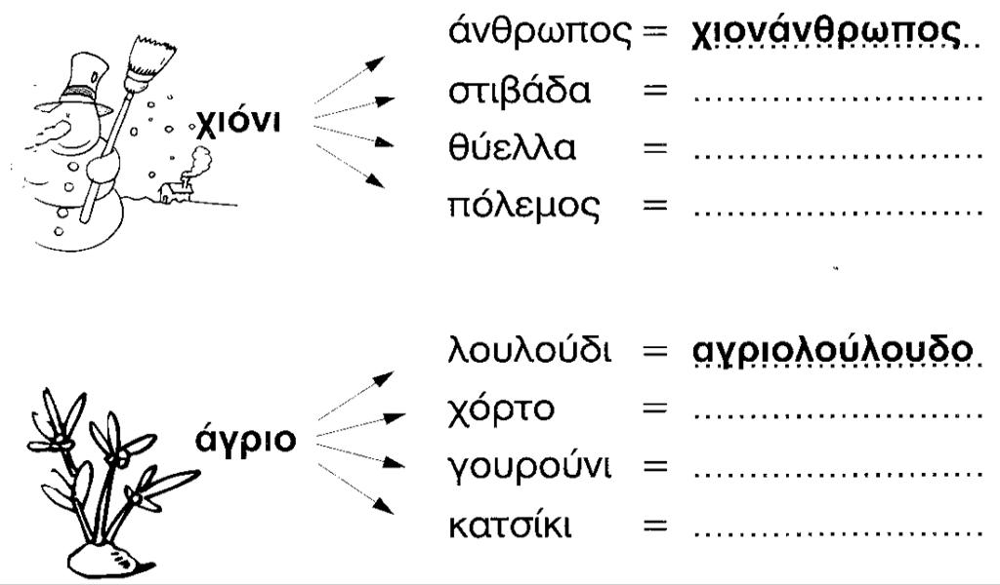 άνθρωπος = χιονάνθρωπος
στιβάδα = ........................
χιόνι
θύελλα = ........................
πόλεμος = ........................
λουλούδι = αγριολούλουδο
χόρτο = ........................
άγριο
γουρούνι = ........................
κατσίκι = ........................